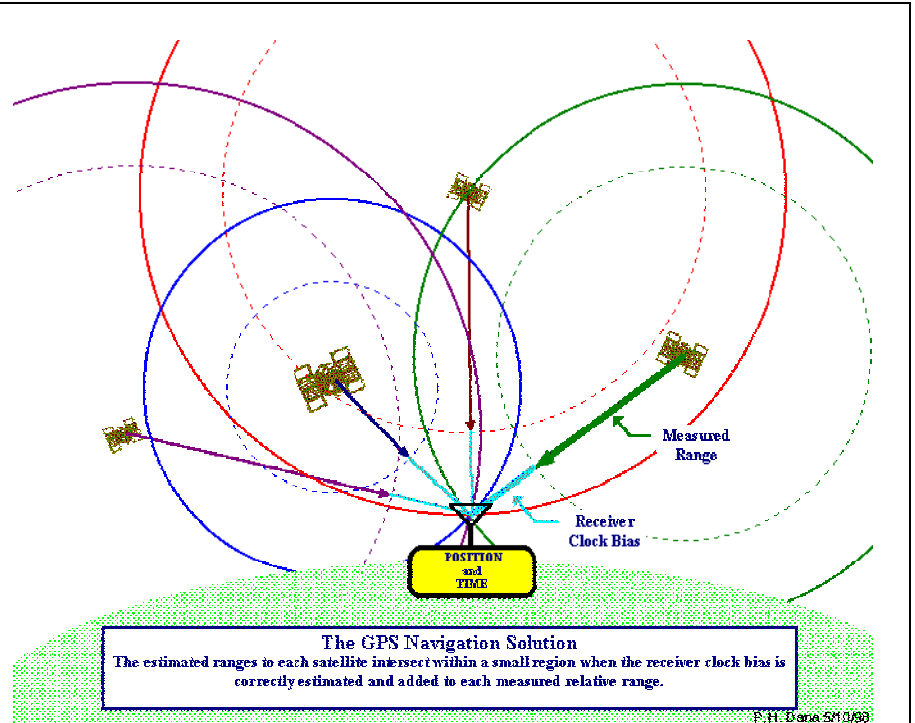 Measured
Range
Receiver
Clock Bias
POSITION
and
TIME
The GPS Navigation Solution
The estimated ranges to each satellite intersect within a small region when the receiver clock bias is
correctly estimated and added to each measured relative range.
P.H. Dana 5/10/98